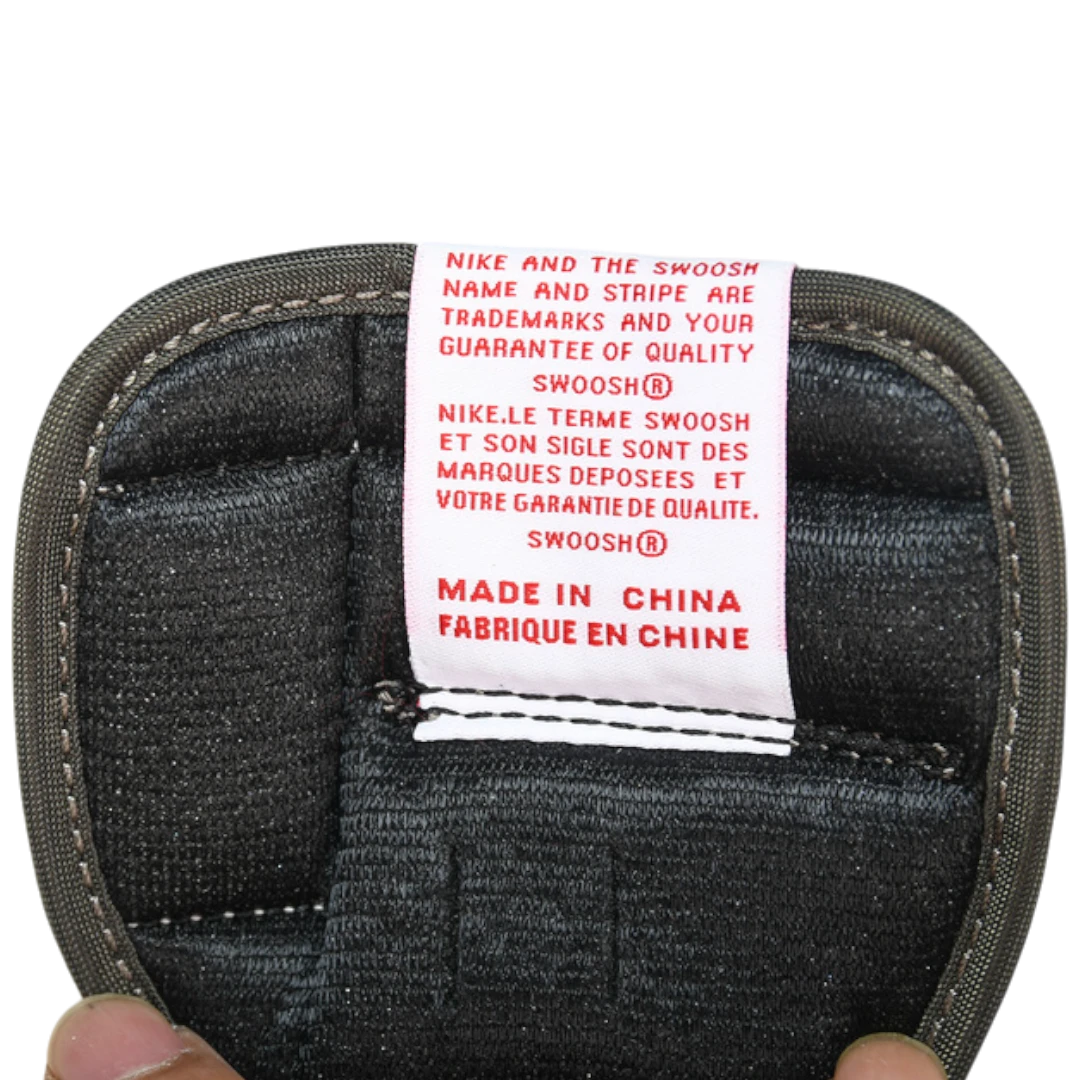 NIKE AND THE SWOOSH
NAME AND STRIPE ARE
TRADEMARKS AND YOUR
GUARANTEE OF QUALITY
SWOOSH®
NIKE.LE TERME SWOOSH
ET SON SIGLE SONT DES
MARQUES DEPOSEES ET
VOTRE GARANTIE DE QUALITE.
SWOOSH®
MADE IN CHINA
FABRIQUE EN CHINE